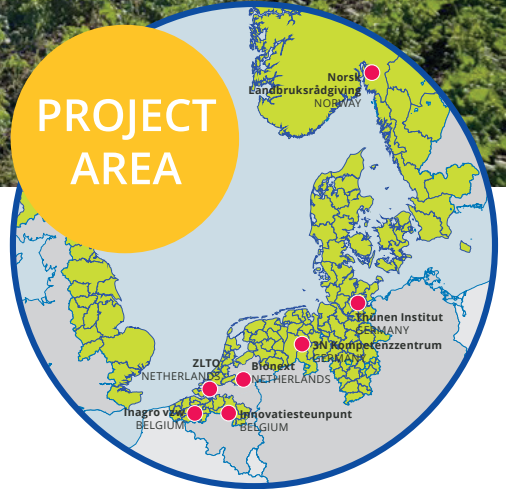 PROJECT
AREA
Norsk
Landbruksrådgiving
NORWAY
Thünen Institut
GERMANY
3N Kompetenzzentrum
GERMANY
ZLTO
NETHERLANDS
Bionext
NETHERLANDS
Inagro vzw
BELGIUM
Innovatiesteunpunt
BELGIUM